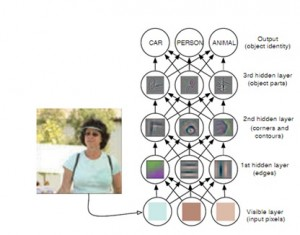 CAR PERSON ANIMAL
Output
(object identity)
3rd hidden layer
(object parts)
2nd hidden layer
(corners and
contours)
1st hidden layer
(edges)
Visible layer
(input pixels)